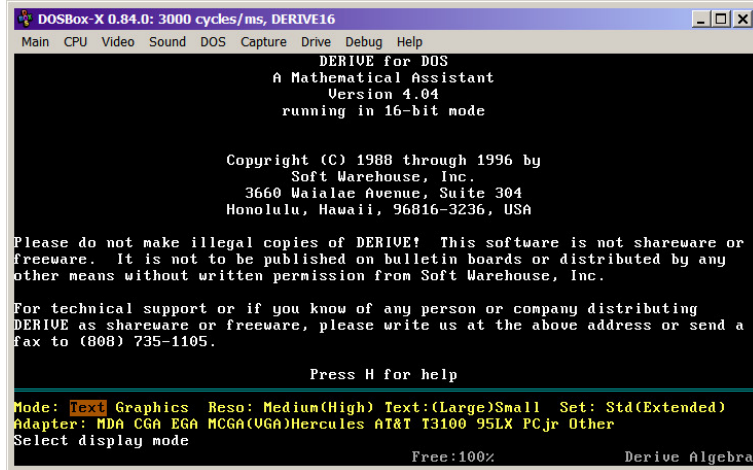 DOSBox-X 0.84.0: 3000 cycles/ms, DERIVE16
Main CPU Video Sound DOS Capture Drive Debug Help
DERIVE for DOS
A Mathematical Assistant
Version 4.04
running in 16-bit mode
Copyright (C) 1988 through 1996 by
Soft Warehouse, Inc.
3660 Waialae Avenue, Suite 304
Honolulu, Hawaii, 96816-3236, USA
Please do not make illegal copies of DERIVE! This software is not shareware or
freeware. It is not to be published on bulletin boards or distributed by any
other means without written permission from Soft Warehouse, Inc.
For technical support or if you know of any person or company distributing
DERIVE as shareware or freeware, please write us at the above address or send a
fax to (808) 735-1105.
Press H for help
Mode: Text Graphics Reso: Medium(High) Text:(Large)Small Set: Std(Extended)
Adapter: MDA CGA EGA MCGA(VGA)Hercules AT&T T3100 95LX PCjr Other
Select display mode
Free:100% Derive Algebra